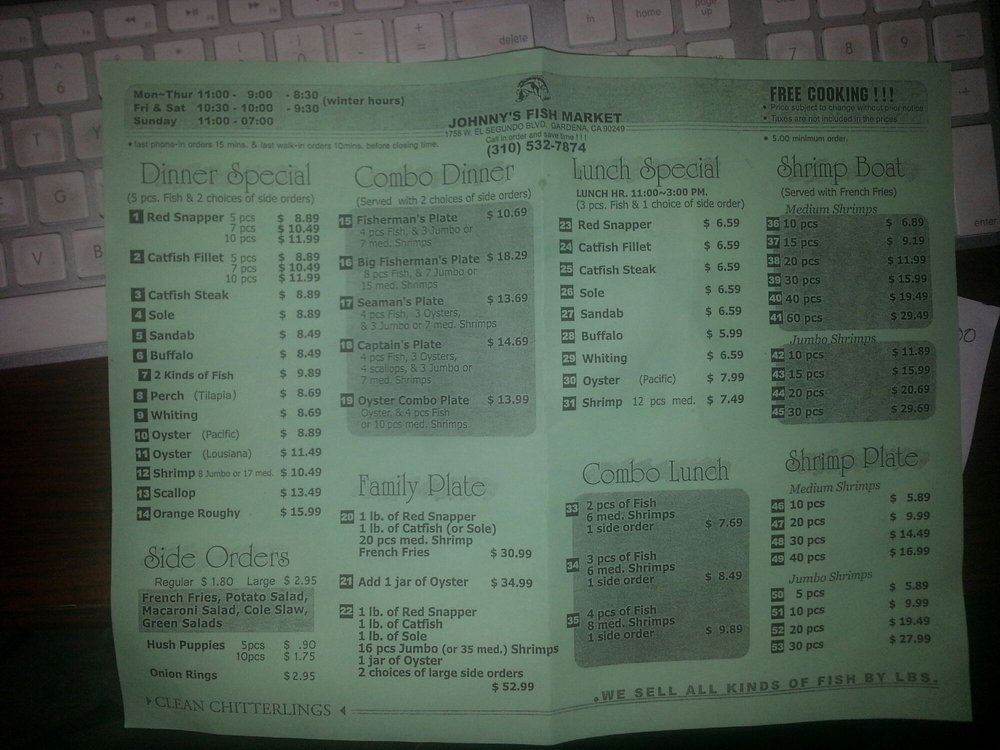 Mon~Thur 11:00 - 9:00 - 8:30
Fri & Sat 10:30 - 10:00 - 9:30 (winter hours)
Sunday 11:00 - 07:00
• last phone-in orders 15 mins. & last walk-in orders 10mins. before closing time.
JOHNNY'S FISH MARKET
1758 W. EL SEGUNDO BLVD. GARDENA, CA 90249
Call in order and save time ! ! !
(310) 532-7874
FREE COOKING ! ! !
• Price subject to change without prior notice
• Taxes are not included in the prices
• 5.00 minimum order.
Dinner Special
(5 pcs. Fish & 2 choices of side orders)
1 Red Snapper 5 pcs $ 8.89
7 pcs $ 10.49
10 pcs $ 11.99
2 Catfish Fillet 5 pcs $ 8.89
7 pcs $ 10.49
10 pcs $ 11.99
3 Catfish Steak $ 8.89
4 Sole $ 8.89
5 Sandab $ 8.49
6 Buffalo $ 8.49
7 2 Kinds of Fish $ 9.89
8 Perch (Tilapia) $ 8.69
9 Whiting $ 8.69
10 Oyster (Pacific) $ 8.89
11 Oyster (Lousiana) $ 11.49
12 Shrimp 8 Jumbo or 17 med. $ 10.49
13 Scallop $ 13.49
14 Orange Roughy $ 15.99
Side Orders
Regular $ 1.80 Large $ 2.95
French Fries, Potato Salad,
Macaroni Salad, Cole Slaw,
Green Salads
Hush Puppies 5pcs $ .90
10pcs $ 1.75
Onion Rings $ 2.95
CLEAN CHITTERLINGS
Combo Dinner
(Served with 2 choices of side orders)
15 Fisherman's Plate $ 10.69
4 pcs Fish, & 3 Jumbo or
7 med. Shrimps
16 Big Fisherman's Plate $ 18.29
8 pcs Fish, & 7 Jumbo or
15 med. Shrimps
17 Seaman's Plate $ 13.69
4 pcs Fish, 3 Oysters,
& 3 Jumbo or 7 med. Shrimps
18 Captain's Plate $ 14.69
4 pcs Fish, 3 Oysters,
4 scallops, & 3 Jumbo or
7 med. Shrimps
19 Oyster Combo Plate $ 13.99
Oyster, & 4 pcs Fish
or 10 pcs med. Shrimps
Family Plate
20 1 lb. of Red Snapper
1 lb. of Catfish (or Sole)
20 pcs med. Shrimp
French Fries $ 30.99
21 Add 1 jar of Oyster $ 34.99
22 1 lb. of Red Snapper
1 lb. of Catfish
1 lb. of Sole
16 pcs Jumbo (or 35 med.) Shrimps
1 jar of Oyster
2 choices of large side orders
$ 52.99
Lunch Special
LUNCH HR. 11:00~3:00 PM.
(3 pcs. Fish & 1 choice of side order)
23 Red Snapper $ 6.59
24 Catfish Fillet $ 6.59
25 Catfish Steak $ 6.59
26 Sole $ 6.59
27 Sandab $ 6.59
28 Buffalo $ 5.99
29 Whiting $ 6.59
30 Oyster (Pacific) $ 7.99
31 Shrimp 12 pcs med. $ 7.49
Combo Lunch
33 2 pcs of Fish
6 med. Shrimps
1 side order $ 7.69
34 3 pcs of Fish
6 med. Shrimps
1 side order $ 8.49
35 4 pcs of Fish
8 med. Shrimps
1 side order $ 9.89
Shrimp Boat
(Served with French Fries)
Medium Shrimps
36 10 pcs $ 6.89
37 15 pcs $ 9.19
38 20 pcs $ 11.99
39 30 pcs $ 15.99
40 40 pcs $ 19.49
41 60 pcs $ 29.49
Jumbo Shrimps
42 10 pcs $ 11.89
43 15 pcs $ 15.99
44 20 pcs $ 20.69
45 30 pcs $ 29.69
Shrimp Plate
Medium Shrimps
46 10 pcs $ 5.89
47 20 pcs $ 9.99
48 30 pcs $ 14.49
49 40 pcs $ 16.99
Jumbo Shrimps
50 5 pcs $ 5.89
51 10 pcs $ 9.99
52 20 pcs $ 19.49
53 30 pcs $ 27.99
• WE SELL ALL KINDS OF FISH BY LBS.
delete
home
page up
enter